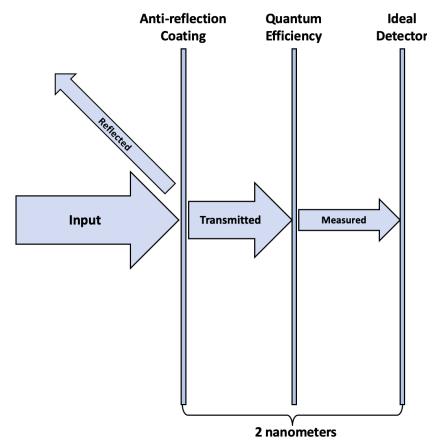 Anti-reflection
Coating
Quantum
Efficiency
Ideal
Detector
Reflected
Input
Transmitted
Measured
2 nanometers